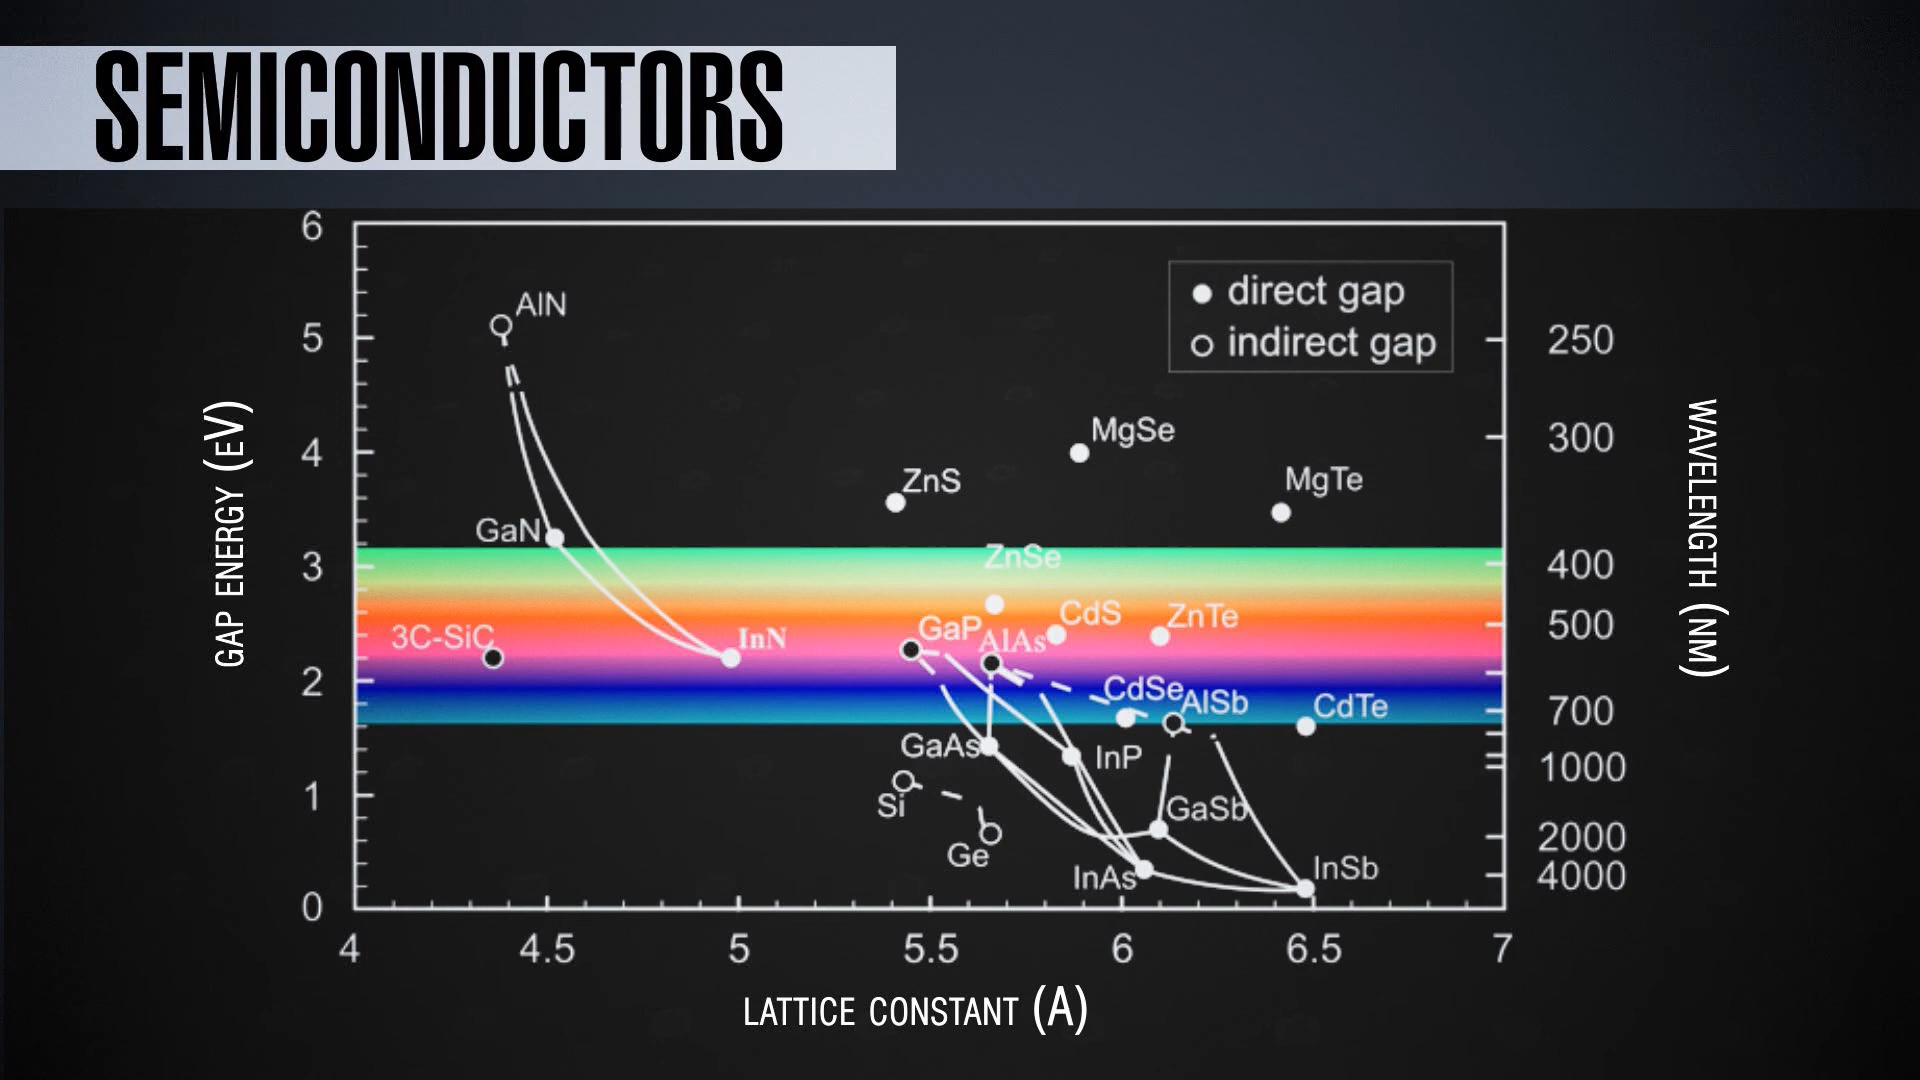 SEMICONDUCTORS
6
5
4
3
2
1
0
GAP ENERGY (EV)
AlN
direct gap
indirect gap
MgSe
ZnS
MgTe
GaN
ZnSe
CdS
ZnTe
GaP
AlAs
3C-SiC
InN
CdSe
AlSb
CdTe
GaAs
InP
Si
GaSb
Ge
InAs
InSb
250
300
400
500
700
1000
2000
4000
WAVELENGTH (NM)
4 4.5 5 5.5 6 6.5 7
LATTICE CONSTANT (A)